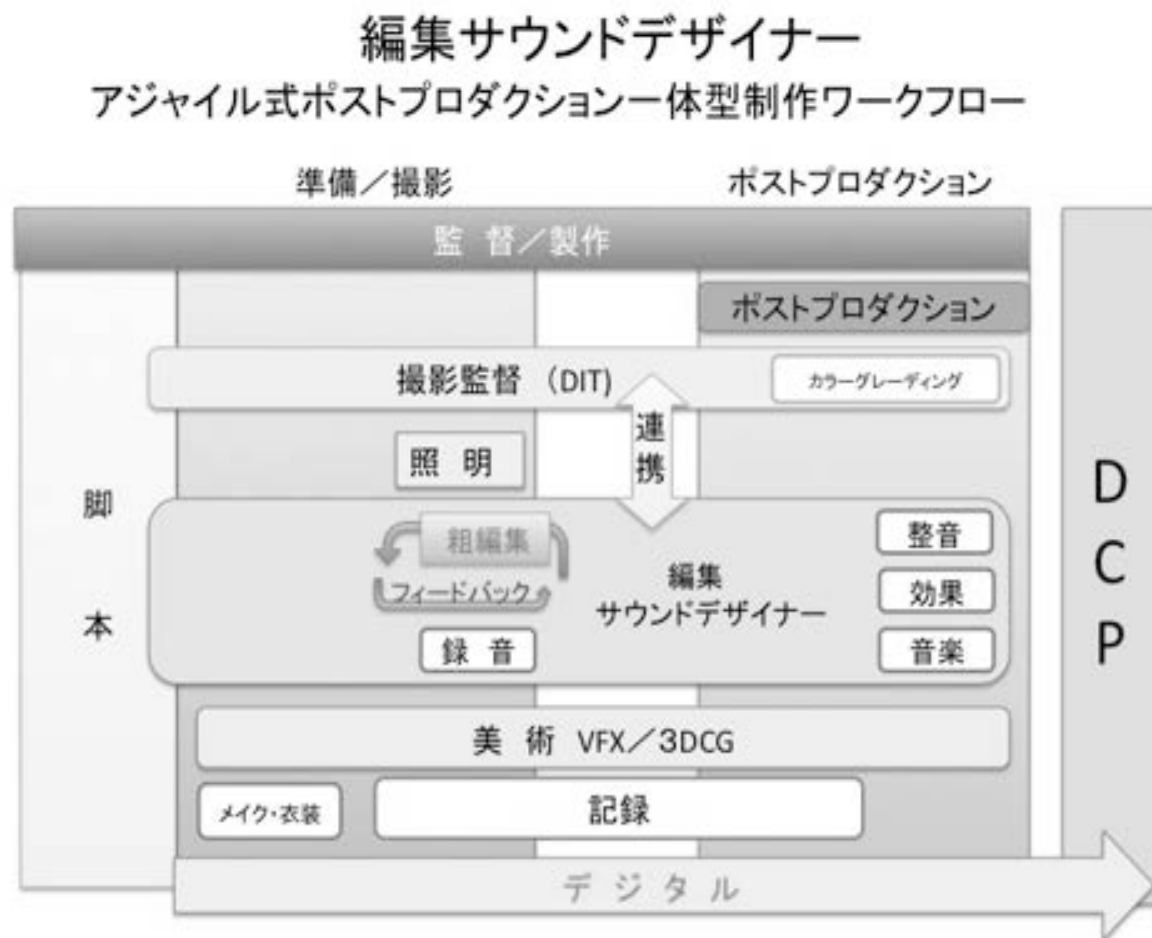 編集サウンドデザイナー
アジャイル式ポストプロダクション一体型制作ワークフロー
準備／撮影
ポストプロダクション
監 督／製作
ポストプロダクション
撮影監督 (DIT)
カラーグレーディング
連携
照 明
脚本
粗編集
フィードバック
録 音
編集
サウンドデザイナー
整音
効果
音楽
DCP
美 術 VFX／3DCG
メイク・衣装
記録
デ ジ タ ル